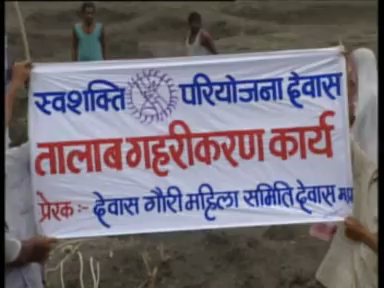 स्वशक्ति परियोजना देवास
तालाब गहरीकरण कार्य
प्रेरक :- देवास गौरी महिला समिति देवास म.प्र